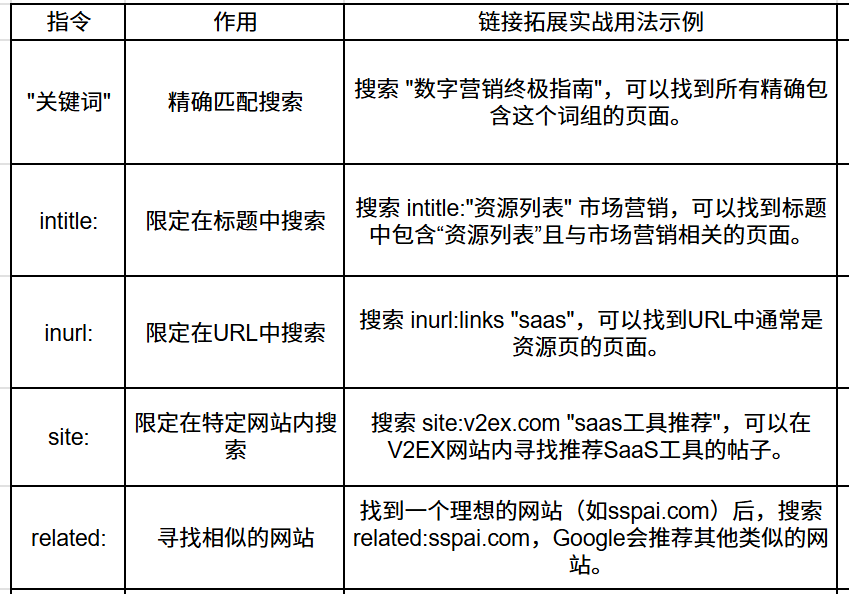 指令
作用
链接拓展实战用法示例
"关键词"
精确匹配搜索
搜索 "数字营销终极指南"，可以找到所有精确包
含这个词组的页面。
intitle:
限定在标题中搜索
搜索 intitle:"资源列表" 市场营销，可以找到标题
中包含“资源列表”且与市场营销相关的页面。
inurl:
限定在URL中搜索
搜索 inurl:links "saas"，可以找到URL中通常是
资源页的页面。
site:
限定在特定网站内搜
索
搜索 site:v2ex.com "saas工具推荐"，可以在
V2EX网站内寻找推荐SaaS工具的帖子。
related:
寻找相似的网站
找到一个理想的网站（如sspai.com）后，搜索
related:sspai.com，Google会推荐其他类似的网
站。